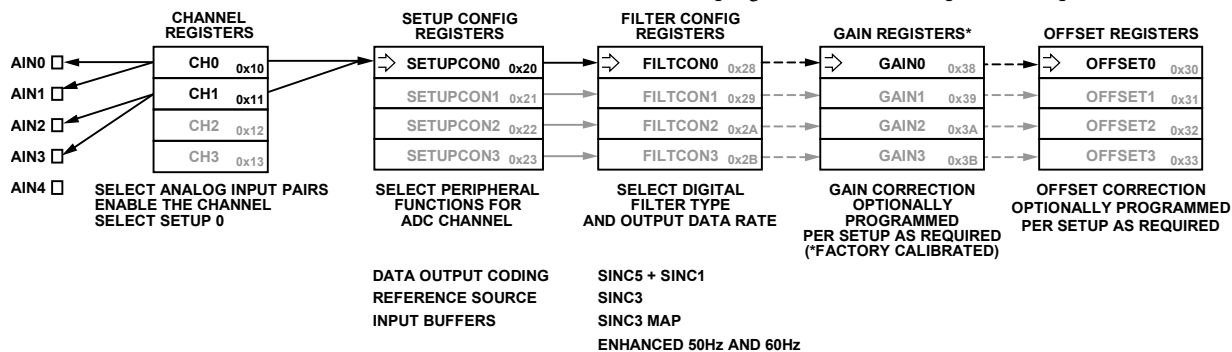 CHANNEL
REGISTERS
SETUP CONFIG
REGISTERS
FILTER CONFIG
REGISTERS
GAIN REGISTERS*
OFFSET REGISTERS
AIN0 CH0 0x10 SETUPCON0 0x20 FILTCON0 0x28 GAIN0 0x38 OFFSET0 0x30
AIN1 CH1 0x11 SETUPCON1 0x21 FILTCON1 0x29 GAIN1 0x39 OFFSET1 0x31
AIN2 CH2 0x12 SETUPCON2 0x22 FILTCON2 0x2A GAIN2 0x3A OFFSET2 0x32
AIN3 CH3 0x13 SETUPCON3 0x23 FILTCON3 0x2B GAIN3 0x3B OFFSET3 0x33
AIN4
SELECT ANALOG INPUT PAIRS
ENABLE THE CHANNEL
SELECT SETUP 0
SELECT PERIPHERAL
FUNCTIONS FOR
ADC CHANNEL
SELECT DIGITAL
FILTER TYPE
AND OUTPUT DATA RATE
GAIN CORRECTION
OPTIONALLY
PROGRAMMED
PER SETUP AS REQUIRED
(*FACTORY CALIBRATED)
OFFSET CORRECTION
OPTIONALLY PROGRAMMED
PER SETUP AS REQUIRED
DATA OUTPUT CODING
REFERENCE SOURCE
INPUT BUFFERS
SINC5 + SINC1
SINC3
SINC3 MAP
ENHANCED 50Hz AND 60Hz